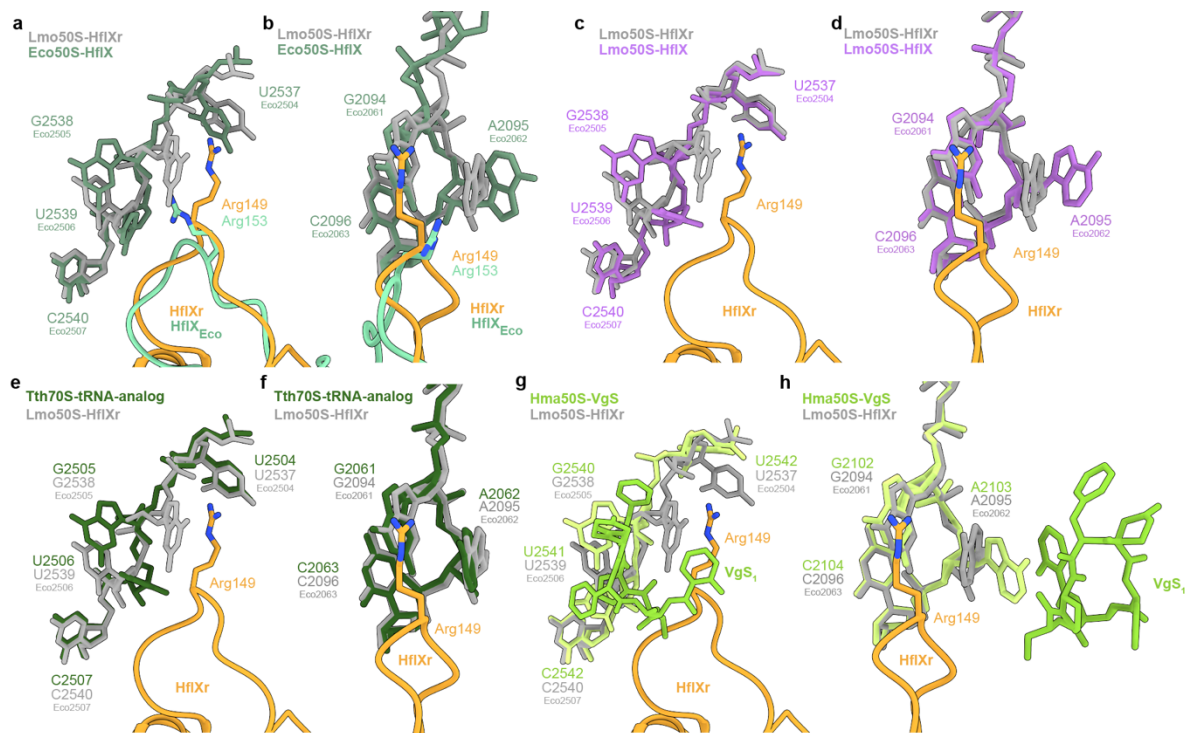 a
Lmo50S-HflXr
Eco50S-HflX
U2537
Eco2504
G2538
Eco2505
U2539
Eco2506
C2540
Eco2507
Arg149
Arg153
HflXr
HflXEco
b
Lmo50S-HflXr
Eco50S-HflX
G2094
Eco2061
A2095
Eco2062
C2096
Eco2063
Arg149
Arg153
HflXr
HflXEco
c
Lmo50S-HflXr
Lmo50S-HflX
U2537
Eco2504
G2538
Eco2505
U2539
Eco2506
C2540
Eco2507
Arg149
HflXr
d
Lmo50S-HflXr
Lmo50S-HflX
G2094
Eco2061
A2095
Eco2062
C2096
Eco2063
Arg149
HflXr
e
Tth70S-tRNA-analog
Lmo50S-HflXr
G2505
G2538
Eco2505
U2504
U2537
Eco2504
U2506
U2539
Eco2506
C2507
C2540
Eco2507
Arg149
HflXr
f
Tth70S-tRNA-analog
Lmo50S-HflXr
G2061
G2094
Eco2061
A2062
A2095
Eco2062
C2063
C2096
Eco2063
Arg149
HflXr
g
Hma50S-VgS
Lmo50S-HflXr
G2540
G2538
Eco2505
U2542
U2537
Eco2504
U2541
U2539
Eco2506
C2542
C2540
Eco2507
Arg149
VgS1
HflXr
h
Hma50S-VgS
Lmo50S-HflXr
G2102
G2094
Eco2061
A2103
A2095
Eco2062
C2104
C2096
Eco2063
Arg149
HflXr
VgS1